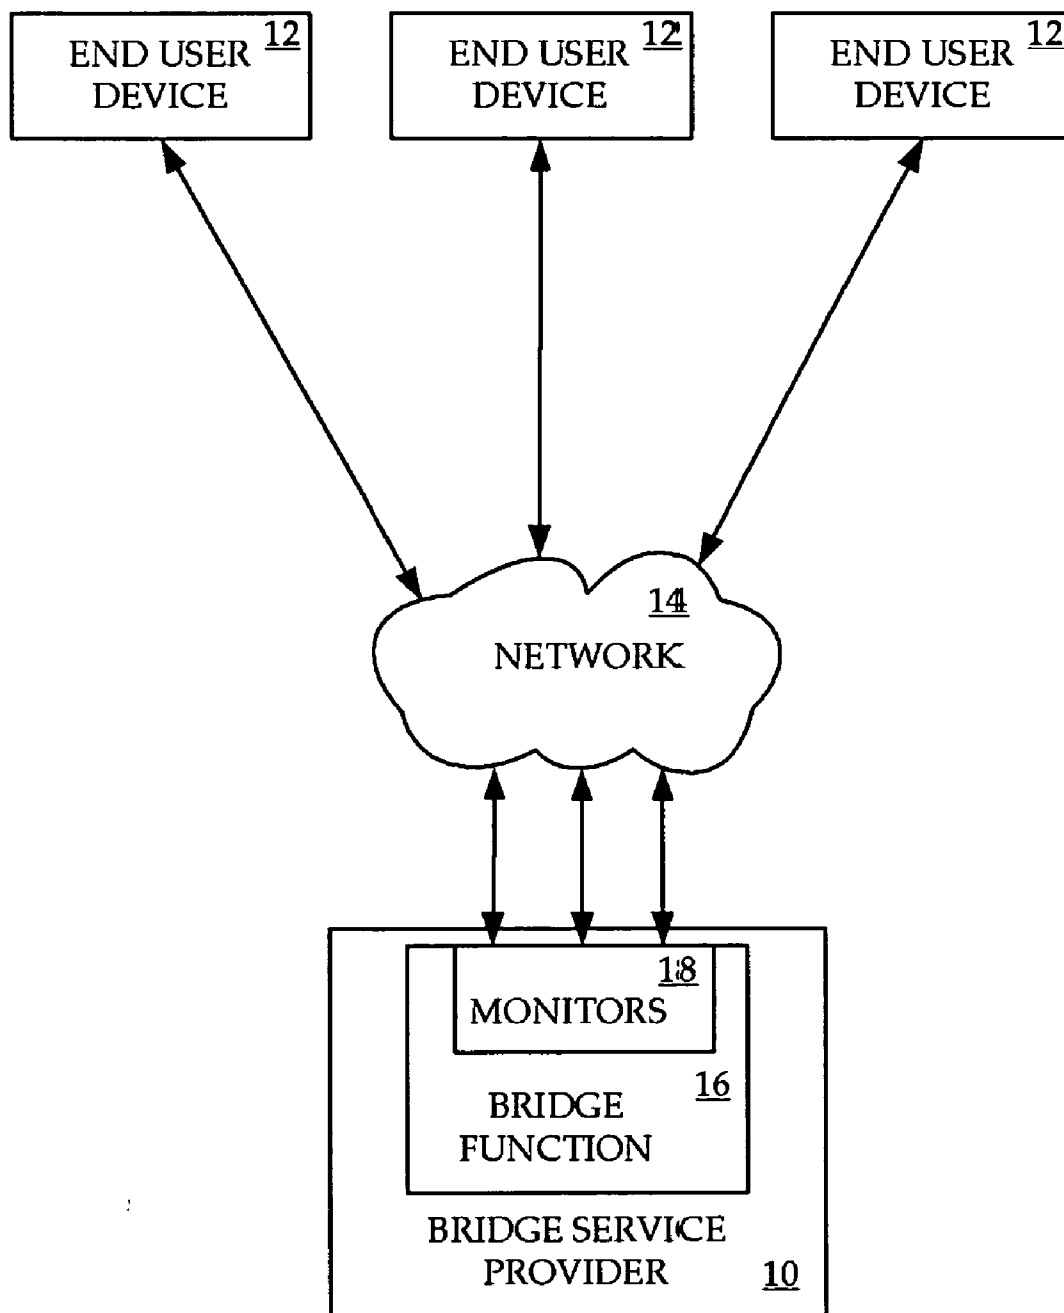 END USER DEVICE 12
END USER DEVICE 12
END USER DEVICE 12
14
NETWORK
18
MONITORS
16
BRIDGE
FUNCTION
BRIDGE SERVICE
PROVIDER 10